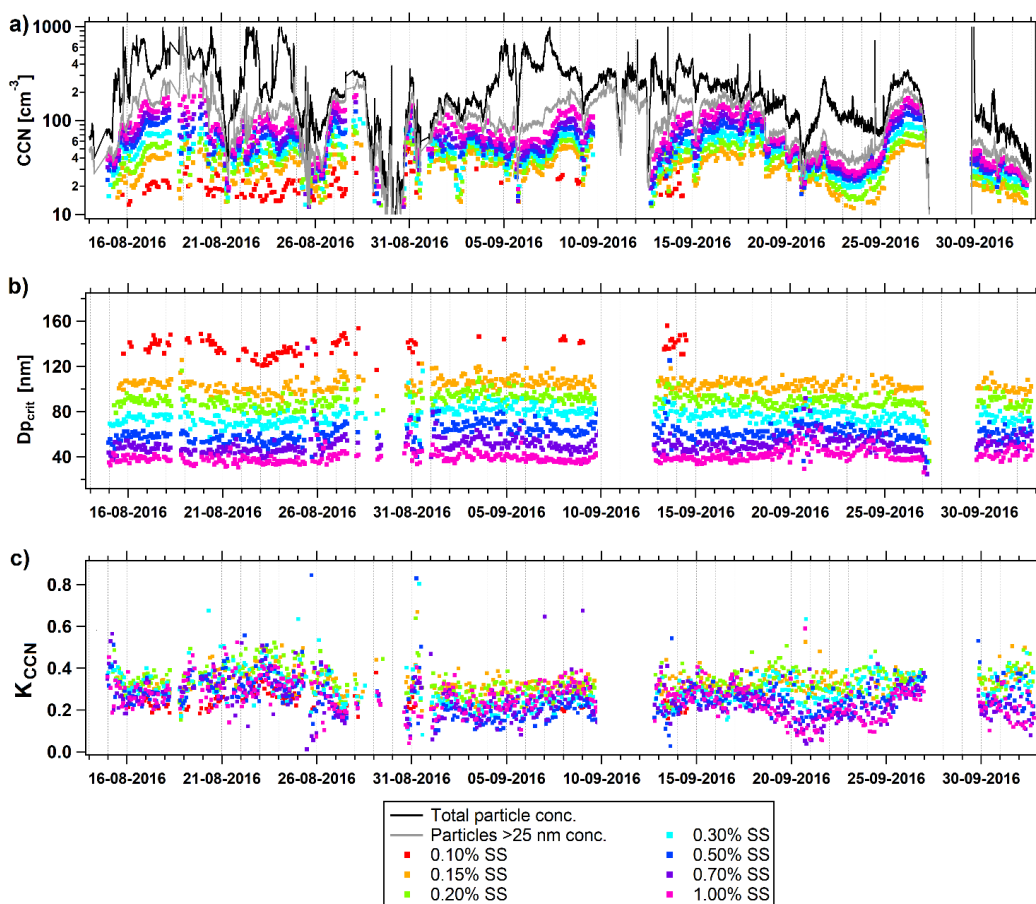 a)
CCN [cm⁻³]
1000
6
4
2
100
6
4
2
10
16-08-2016 21-08-2016 26-08-2016 31-08-2016 05-09-2016 10-09-2016 15-09-2016 20-09-2016 25-09-2016 30-09-2016
b)
Dp_crit [nm]
160
120
80
40
16-08-2016 21-08-2016 26-08-2016 31-08-2016 05-09-2016 10-09-2016 15-09-2016 20-09-2016 25-09-2016 30-09-2016
c)
K_CCN
0.8
0.6
0.4
0.2
0.0
16-08-2016 21-08-2016 26-08-2016 31-08-2016 05-09-2016 10-09-2016 15-09-2016 20-09-2016 25-09-2016 30-09-2016
Total particle conc.
Particles >25 nm conc.
0.10% SS
0.15% SS
0.20% SS
0.30% SS
0.50% SS
0.70% SS
1.00% SS